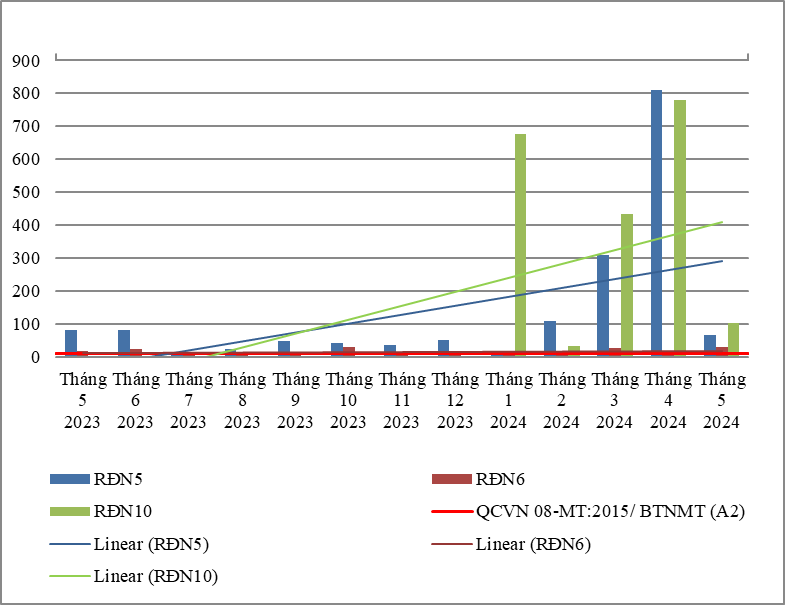 900
800
700
600
500
400
300
200
100
0
Tháng 5 2023
Tháng 6 2023
Tháng 7 2023
Tháng 8 2023
Tháng 9 2023
Tháng 10 2023
Tháng 11 2023
Tháng 12 2023
Tháng 1 2024
Tháng 2 2024
Tháng 3 2024
Tháng 4 2024
Tháng 5 2024
RĐN5
RĐN6
RĐN10
QCVN 08-MT:2015/ BTNMT (A2)
Linear (RĐN5)
Linear (RĐN6)
Linear (RĐN10)